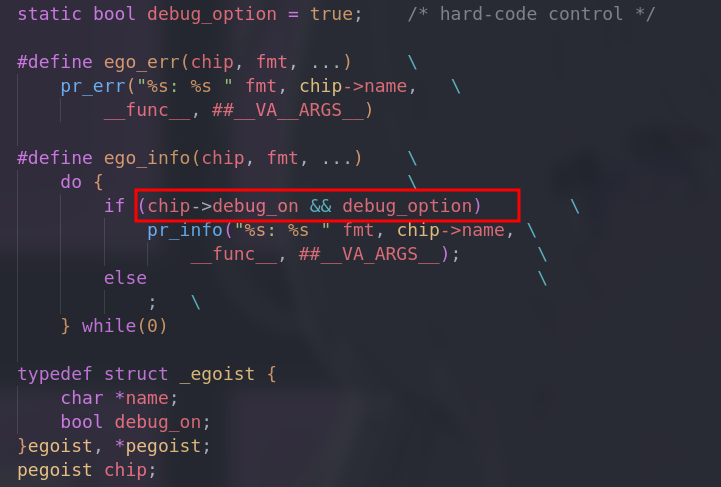 static bool debug_option = true;    /* hard-code control */
#define ego_err(chip, fmt, ...)     \
    pr_err("%s: %s " fmt, chip->name,   \
        __func__, ##__VA__ARGS__)
#define ego_info(chip, fmt, ...)    \
    do {                            \
        if (chip->debug_on && debug_option)        \
            pr_info("%s: %s " fmt, chip->name, \
                __func__, ##__VA_ARGS__);       \
        else                                    \
            ;   \
    } while(0)
typedef struct _egoist {
    char *name;
    bool debug_on;
}egoist, *pegoist;
pegoist chip;